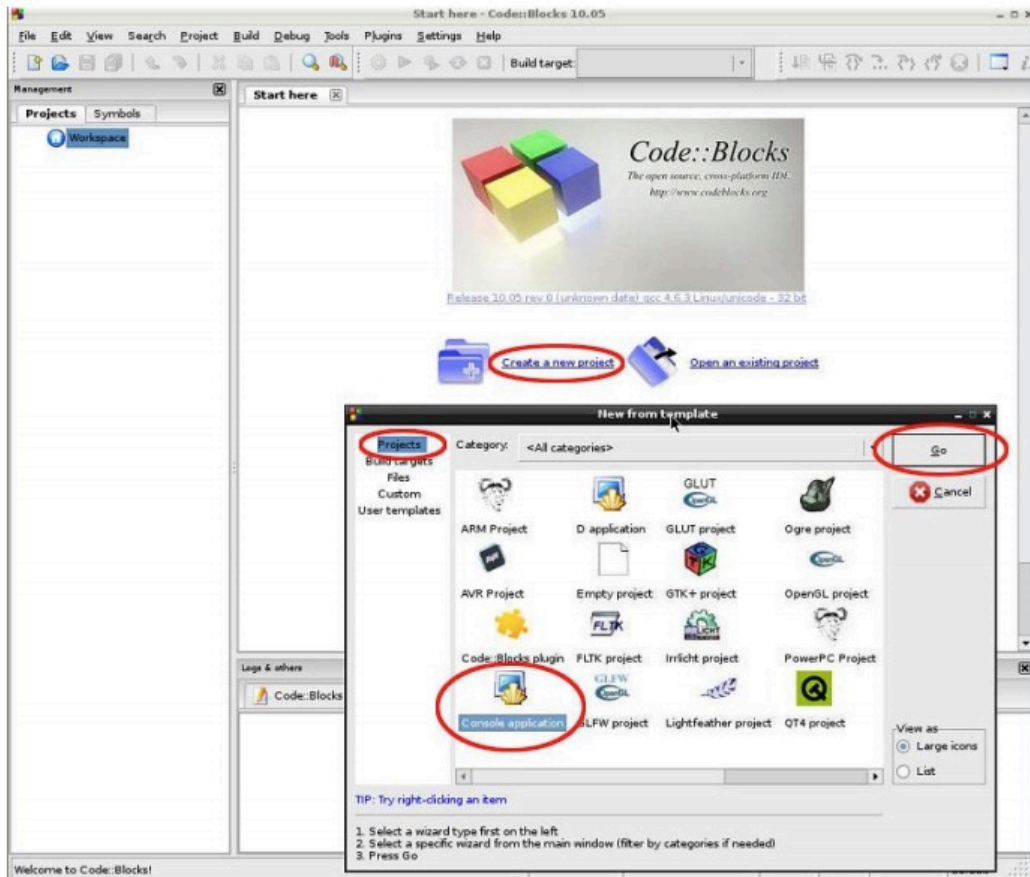 Start here - Code::Blocks 10.05
File Edit View Search Project Build Debug Tools Plugins Settings Help
Build target:
Management
Projects Symbols
Workspace
Start here
Code::Blocks
The open source, cross-platform IDE
http://www.codeblocks.org
Release 10.05 rev 0 (unknown date) gcc 4.6.3 Linux/unicode - 32 bit
Create a new project
Open an existing project
New from template
Projects
Build targets
Files
Custom
User templates
Category: <All categories>
Go
Cancel
ARM Project D application GLUT project Ogre project
AVR Project Empty project GTK+ project OpenGL project
Code::Blocks plugin FLTK project Irrlicht project PowerPC Project
Console application GLFW project Lightfeather project QT4 project
View as
Large icons
List
TIP: Try right-clicking an item
1. Select a wizard type first on the left
2. Select a specific wizard from the main window (filter by categories if needed)
3. Press Go
Logs & others
Code::Blocks
Welcome to Code::Blocks!